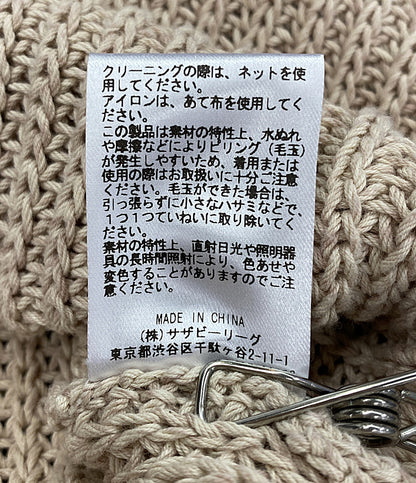 クリーニングの際は、ネットを使
用してください。
アイロンは、あて布を使用してく
ださい。
この製品は素材の特性上、水ぬれ
や摩擦などによりピリング(毛玉)
が発生しやすいため、着用または
使用の際はお取扱いに十分ご注意
ください。毛玉ができた場合は、
引っ張らずに小さなハサミなどで、
1つ1つていねいに取り除いてく
ださい。
素材の特性上、直射日光や照明器
具の長時間照射により、色あせや
変色することがありますのでご注
意ください。
MADE IN CHINA
(株)サザビーリーグ
東京都渋谷区千駄ヶ谷2-11-1